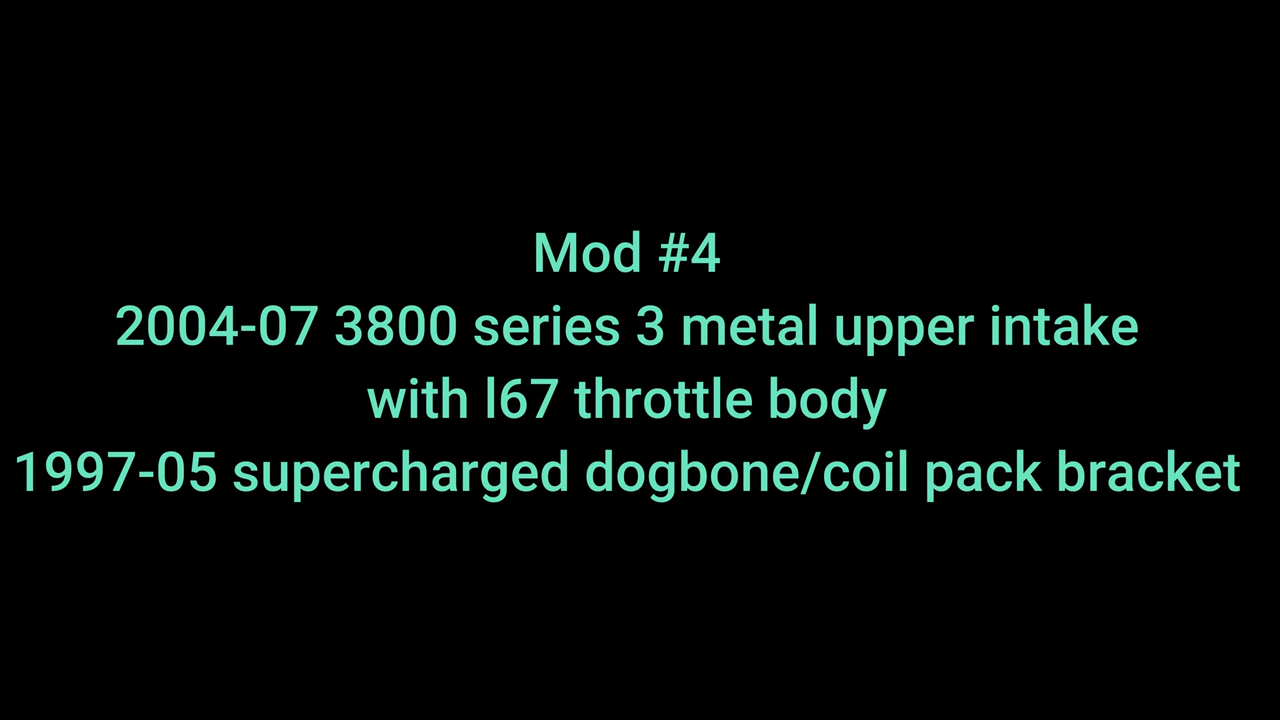 Mod #4
2004-07 3800 series 3 metal upper intake
with l67 throttle body
1997-05 supercharged dogbone/coil pack bracket